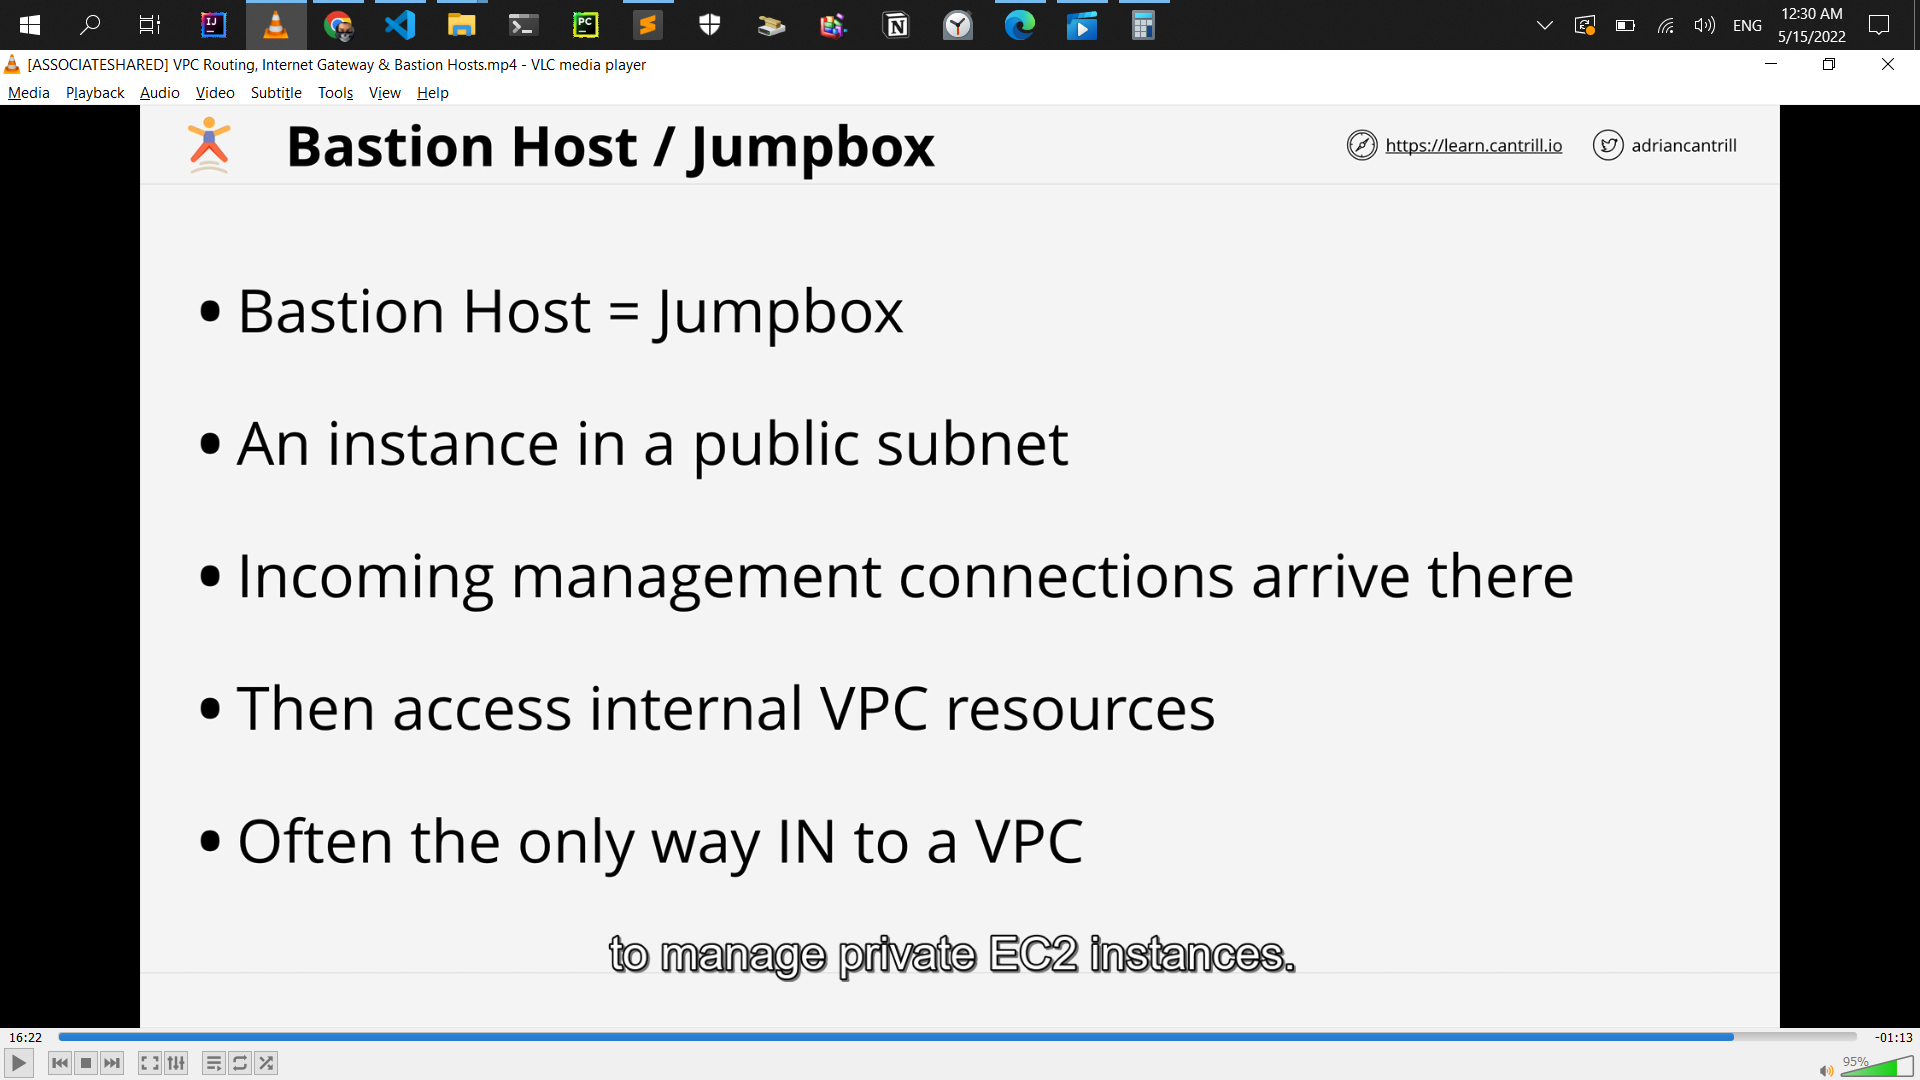 ENG
12:30 AM
5/15/2022
[ASSOCIATESHARED] VPC Routing, Internet Gateway & Bastion Hosts.mp4 - VLC media player
Media Playback Audio Video Subtitle Tools View Help
Bastion Host / Jumpbox
https://learn.cantrill.io
adriancantrill
• Bastion Host = Jumpbox
• An instance in a public subnet
• Incoming management connections arrive there
• Then access internal VPC resources
• Often the only way IN to a VPC
to manage private EC2 instances.
16:22
-01:13
95%